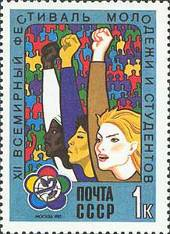 XII ВСЕМИРНЫЙ ФЕСТИВАЛЬ МОЛОДЕЖИ И СТУДЕНТОВ
МОСКВА 1985
ПОЧТА
СССР
1К